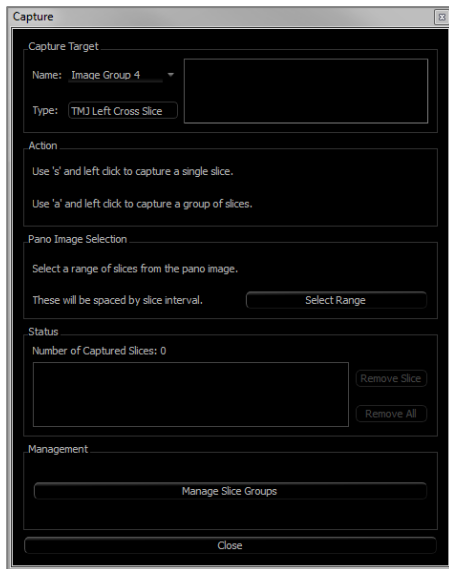 Capture
Capture Target
Name: Image Group 4
Type: TMJ Left Cross Slice
Action
Use 's' and left click to capture a single slice.
Use 'a' and left click to capture a group of slices.
Pano Image Selection
Select a range of slices from the pano image.
These will be spaced by slice interval. Select Range
Status
Number of Captured Slices: 0
Remove Slice
Remove All
Management
Manage Slice Groups
Close